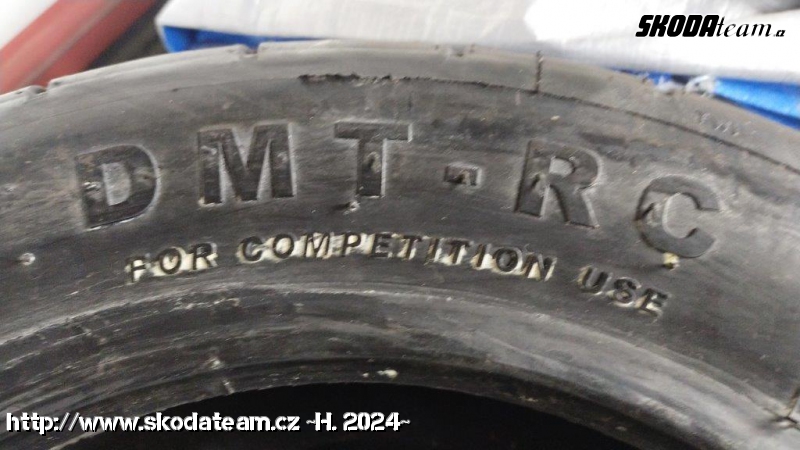 SKODAteam.cz
DMT-RC
FOR COMPETITION USE
http://www.skodateam.cz ~H. 2024~